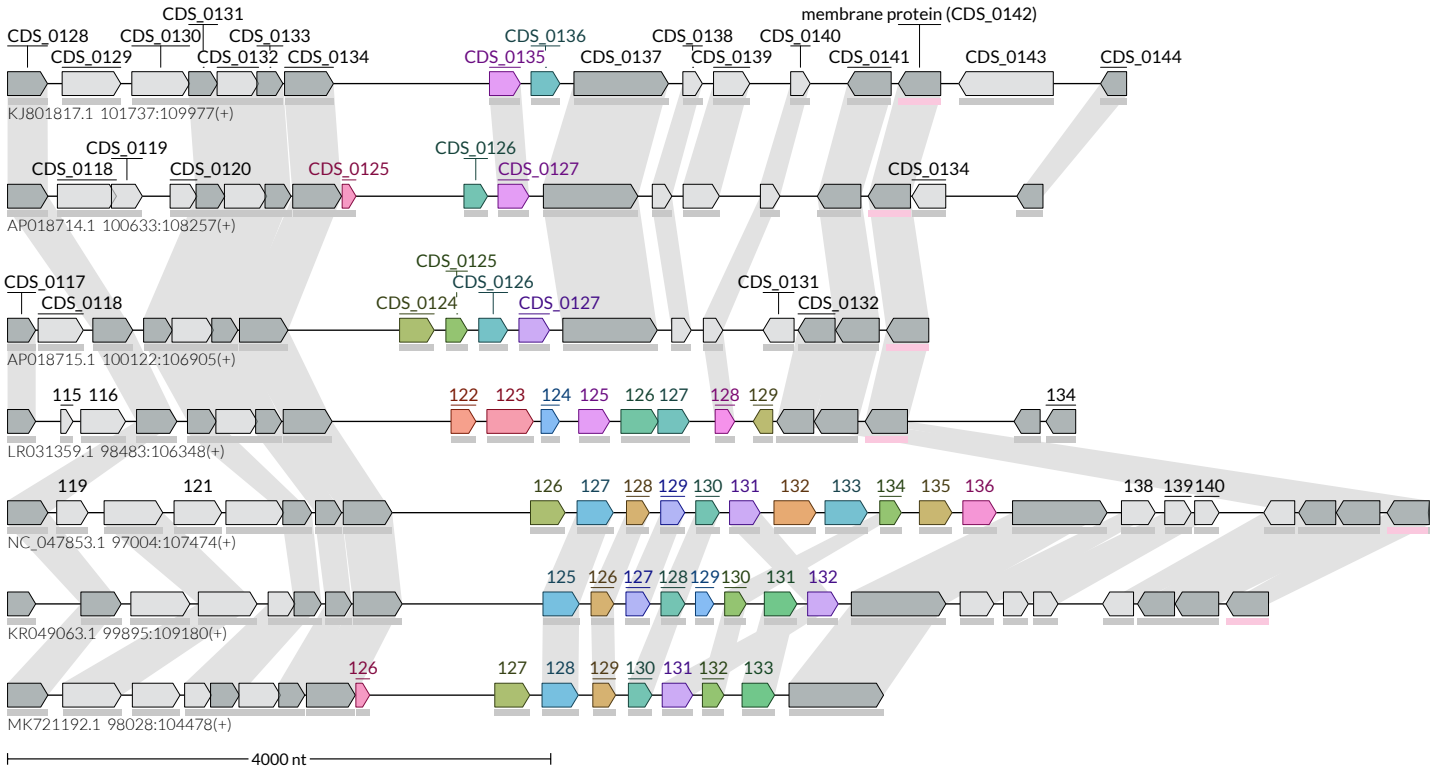 CDS_0131 membrane protein (CDS_0142)
CDS_0128 CDS_0130 CDS_0133 CDS_0136 CDS_0138 CDS_0140
CDS_0129 CDS_0132 CDS_0134 CDS_0135 CDS_0137 CDS_0139 CDS_0141 CDS_0143 CDS_0144
KJ801817.1 101737:109977(+)
CDS_0119 CDS_0126
CDS_0118 CDS_0120 CDS_0125 CDS_0127 CDS_0134
AP018714.1 100633:108257(+)
CDS_0125
CDS_0117 CDS_0126 CDS_0131
CDS_0118 CDS_0124 CDS_0127 CDS_0132
AP018715.1 100122:106905(+)
115 116 122 123 124 125 126 127 128 129 134
LR031359.1 98483:106348(+)
119 121 126 127 128 129 130 131 132 133 134 135 136 138 139 140
NC_047853.1 97004:107474(+)
125 126 127 128 129 130 131 132
KR049063.1 99895:109180(+)
126 127 128 129 130 131 132 133
MK721192.1 98028:104478(+)
4000 nt